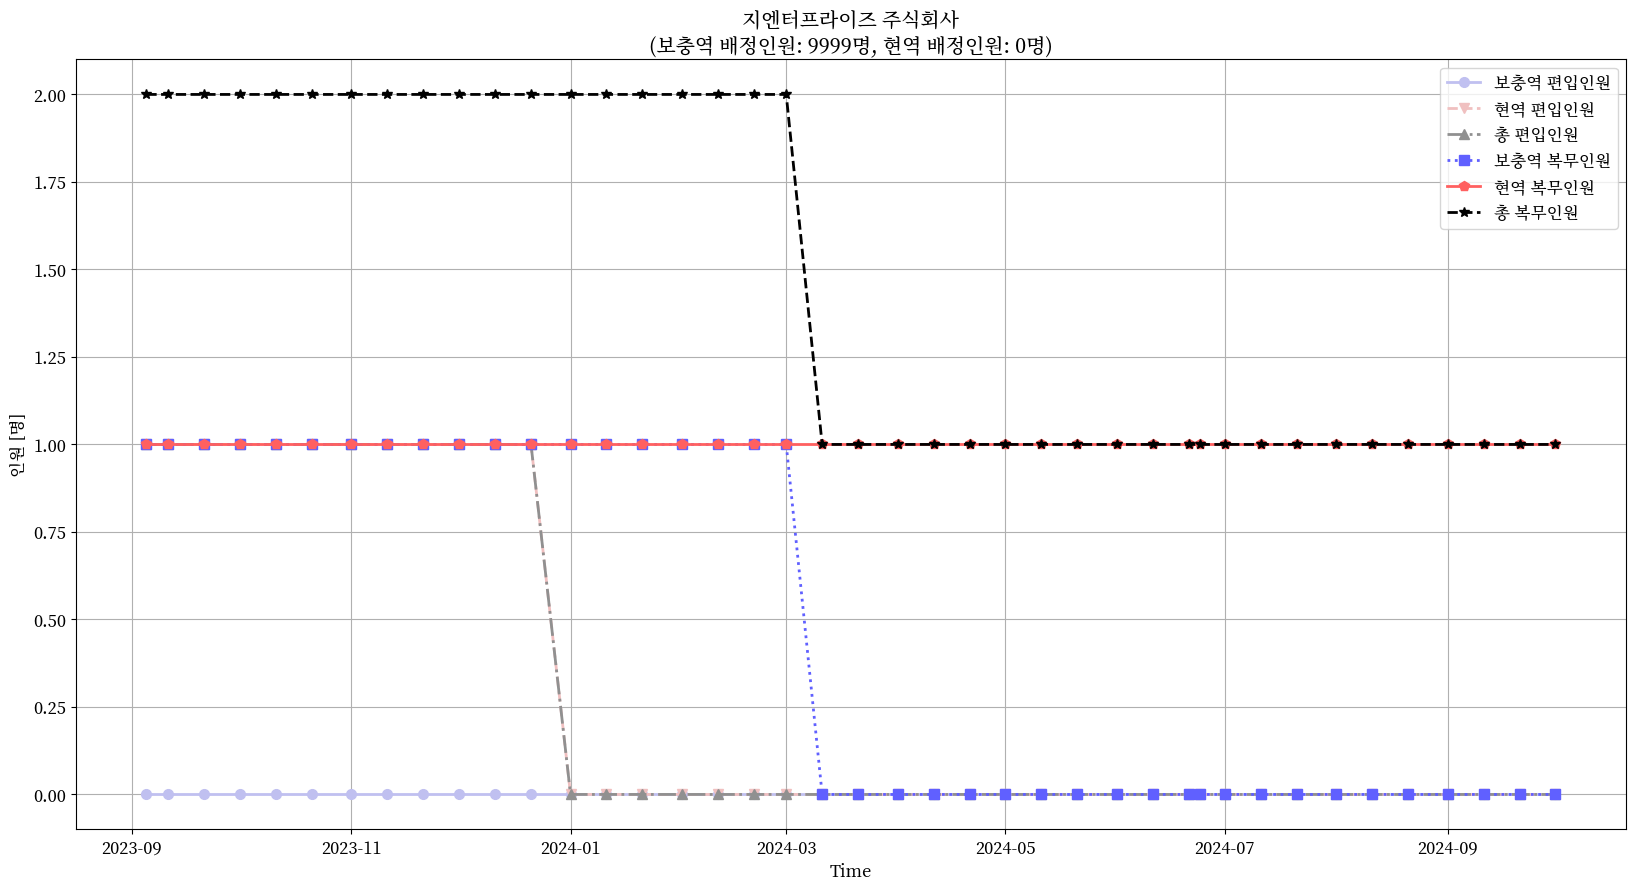 지엔터프라이즈 주식회사
(보충역 배정인원: 9999명, 현역 배정인원: 0명)
보충역 편입인원
현역 편입인원
총 편입인원
보충역 복무인원
현역 복무인원
총 복무인원
2.00
1.75
1.50
1.25
1.00
0.75
0.50
0.25
0.00
인원 [명]
2023-09
2023-11
2024-01
2024-03
2024-05
2024-07
2024-09
Time